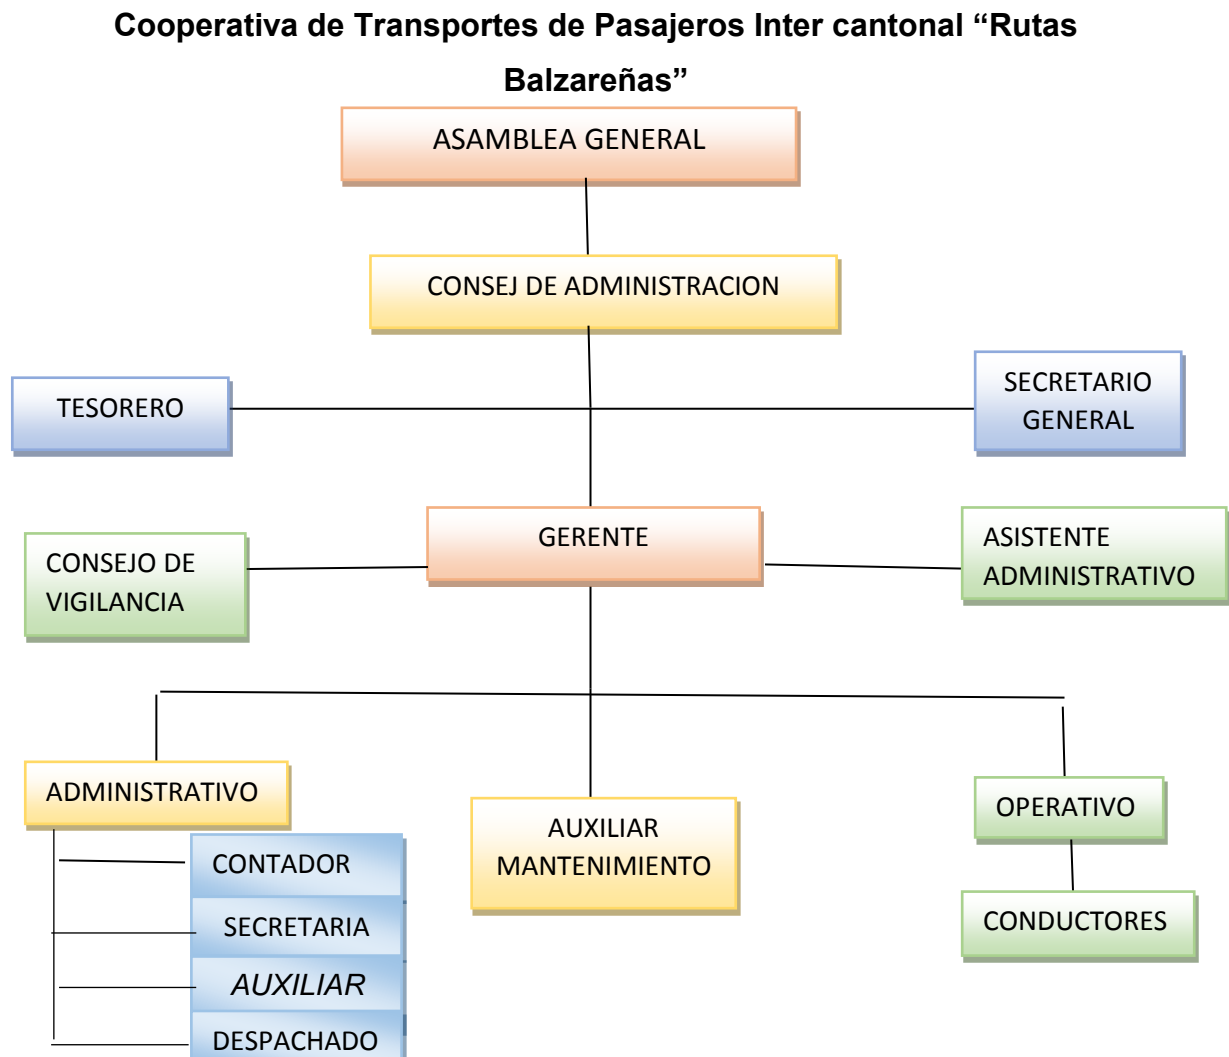 Cooperativa de Transportes de Pasajeros Inter cantonal “Rutas
Balzareñas”
ASAMBLEA GENERAL
CONSEJ DE ADMINISTRACION
TESORERO
SECRETARIO
GENERAL
GERENTE
CONSEJO DE
VIGILANCIA
ASISTENTE
ADMINISTRATIVO
ADMINISTRATIVO
AUXILIAR
MANTENIMIENTO
OPERATIVO
CONTADOR
SECRETARIA
AUXILIAR
DESPACHADO
CONDUCTORES